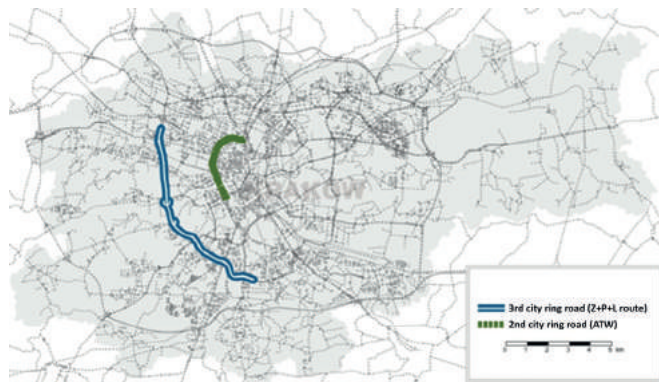 KRAKÓW
3rd city ring road (Z+P+Ł route)
2nd city ring road (ATW)
0 1 2 3 4 5 km